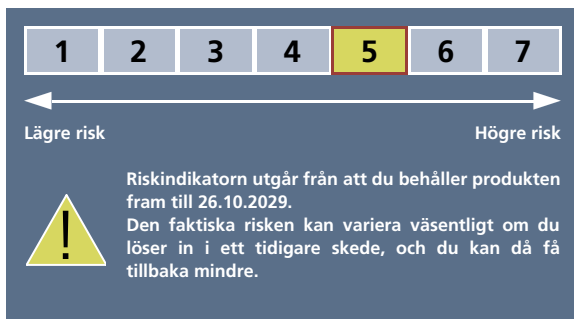 1 2 3 4 5 6 7
Lägre risk Högre risk
Riskindikatorn utgår från att du behåller produkten
fram till 26.10.2029.
Den faktiska risken kan variera väsentligt om du
löser in i ett tidigare skede, och du kan då få
tillbaka mindre.
!